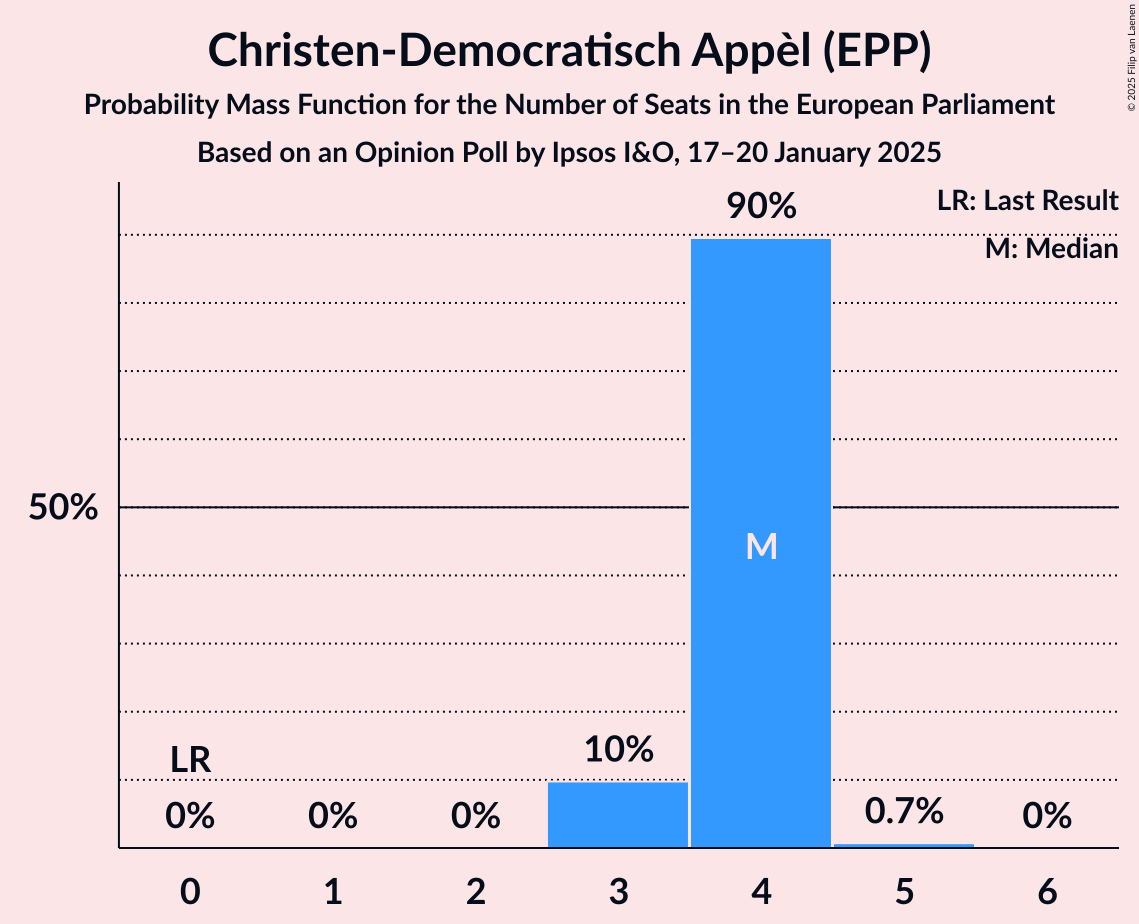 Christen-Democratisch Appèl (EPP)
Probability Mass Function for the Number of Seats in the European Parliament
Based on an Opinion Poll by Ipsos I&O, 17–20 January 2025
© 2025 Filip van Laenen
LR: Last Result
M: Median
90%
50%
M
LR
10%
0%
0%
0%
0.7%
0%
0
1
2
3
4
5
6